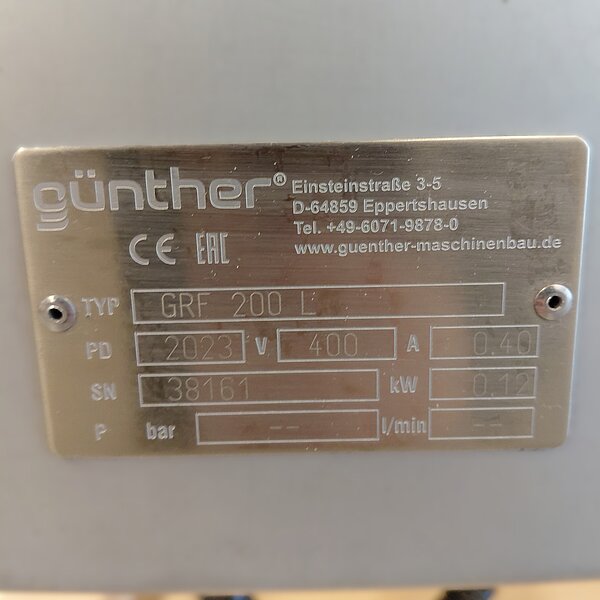 günther®
Einsteinstraße 3-5
D-64859 Eppertshausen
Tel. +49-6071-9878-0
www.guenther-maschinenbau.de
CE EAC
TYP GRF 200 L
PD 2023 V 400 A 0.40
SN 38161 kW 0.12
P bar -- l/min --